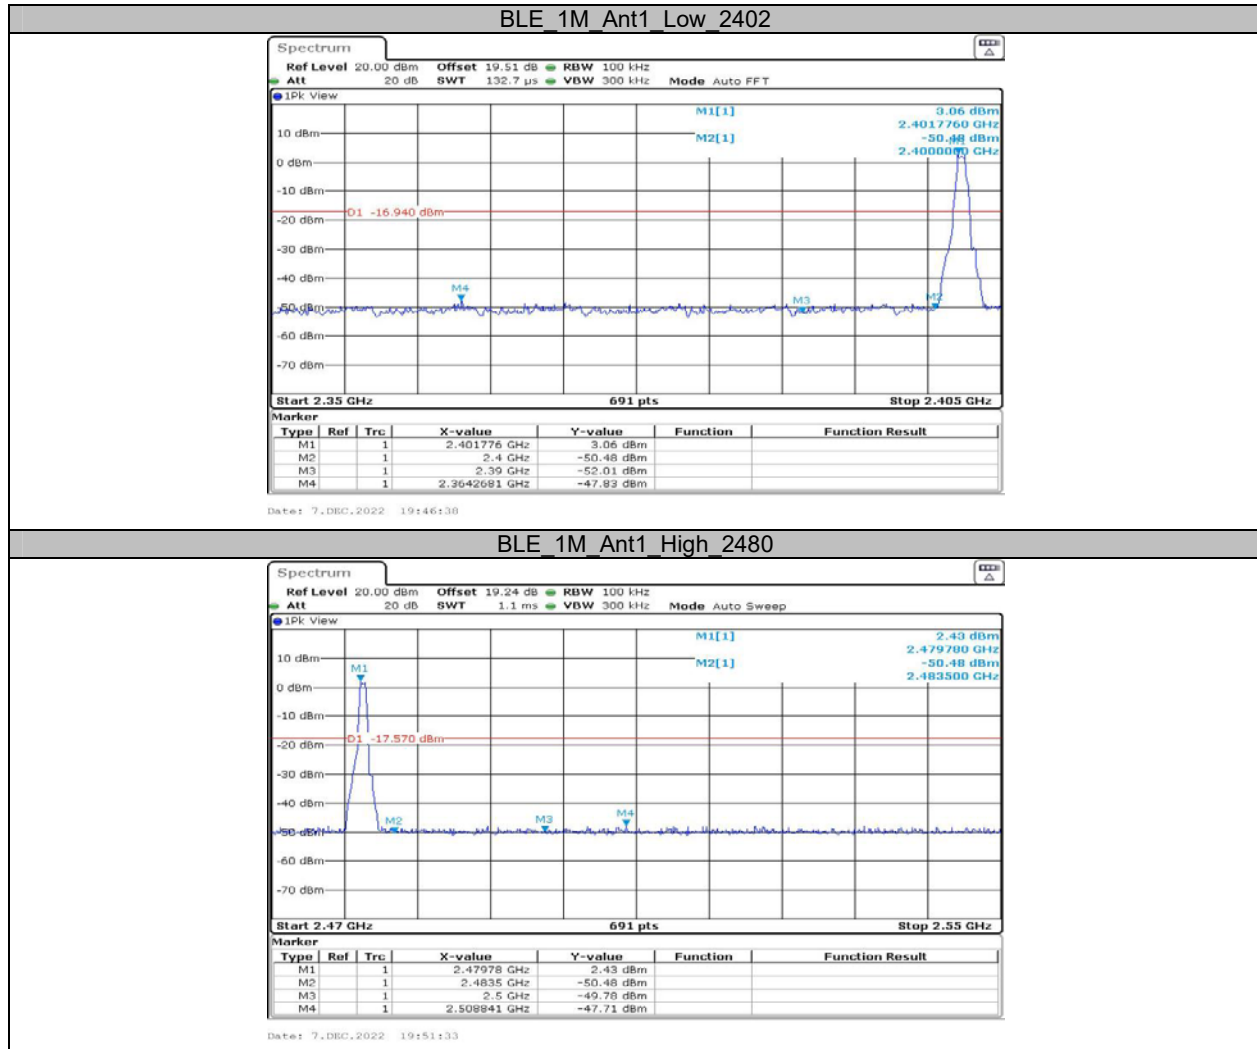 BLE_1M_Ant1_Low_2402
Spectrum
Ref Level 20.00 dBm Offset 19.51 dB RBW 100 kHz
Att 20 dB SWT 132.7 µs VBW 300 kHz Mode Auto FFT
1Pk View
M1[1] 3.06 dBm
2.4017760 GHz
10 dBm
M2[1] -50.48 dBm
2.4000000 GHz
M1
0 dBm
-10 dBm
D1 -16.940 dBm
-20 dBm
-30 dBm
-40 dBm
M4
M3
M2
-50 dBm
-60 dBm
-70 dBm
Start 2.35 GHz 691 pts Stop 2.405 GHz
Marker
Type Ref Trc X-value Y-value Function Function Result
M1 1 2.401776 GHz 3.06 dBm
M2 1 2.4 GHz -50.48 dBm
M3 1 2.39 GHz -52.01 dBm
M4 1 2.3642681 GHz -47.83 dBm
Date: 7.DEC.2022 19:46:38
BLE_1M_Ant1_High_2480
Spectrum
Ref Level 20.00 dBm Offset 19.24 dB RBW 100 kHz
Att 20 dB SWT 1.1 ms VBW 300 kHz Mode Auto Sweep
1Pk View
M1[1] 2.43 dBm
2.479780 GHz
10 dBm
M2[1] -50.48 dBm
2.483500 GHz
M1
0 dBm
-10 dBm
D1 -17.570 dBm
-20 dBm
-30 dBm
-40 dBm
M2
M3
M4
-50 dBm
-60 dBm
-70 dBm
Start 2.47 GHz 691 pts Stop 2.55 GHz
Marker
Type Ref Trc X-value Y-value Function Function Result
M1 1 2.47978 GHz 2.43 dBm
M2 1 2.4835 GHz -50.48 dBm
M3 1 2.5 GHz -49.78 dBm
M4 1 2.508841 GHz -47.71 dBm
Date: 7.DEC.2022 19:51:33